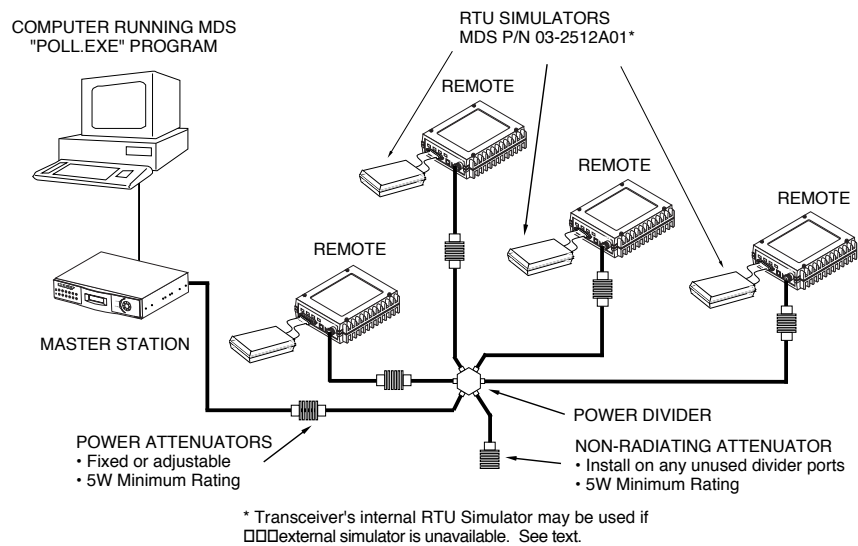 COMPUTER RUNNING MDS
"POLL.EXE" PROGRAM
RTU SIMULATORS
MDS P/N 03-2512A01*
REMOTE
REMOTE
REMOTE
REMOTE
MASTER STATION
POWER DIVIDER
POWER ATTENUATORS
• Fixed or adjustable
• 5W Minimum Rating
NON-RADIATING ATTENUATOR
• Install on any unused divider ports
• 5W Minimum Rating
* Transceiver's internal RTU Simulator may be used if
□□□external simulator is unavailable. See text.